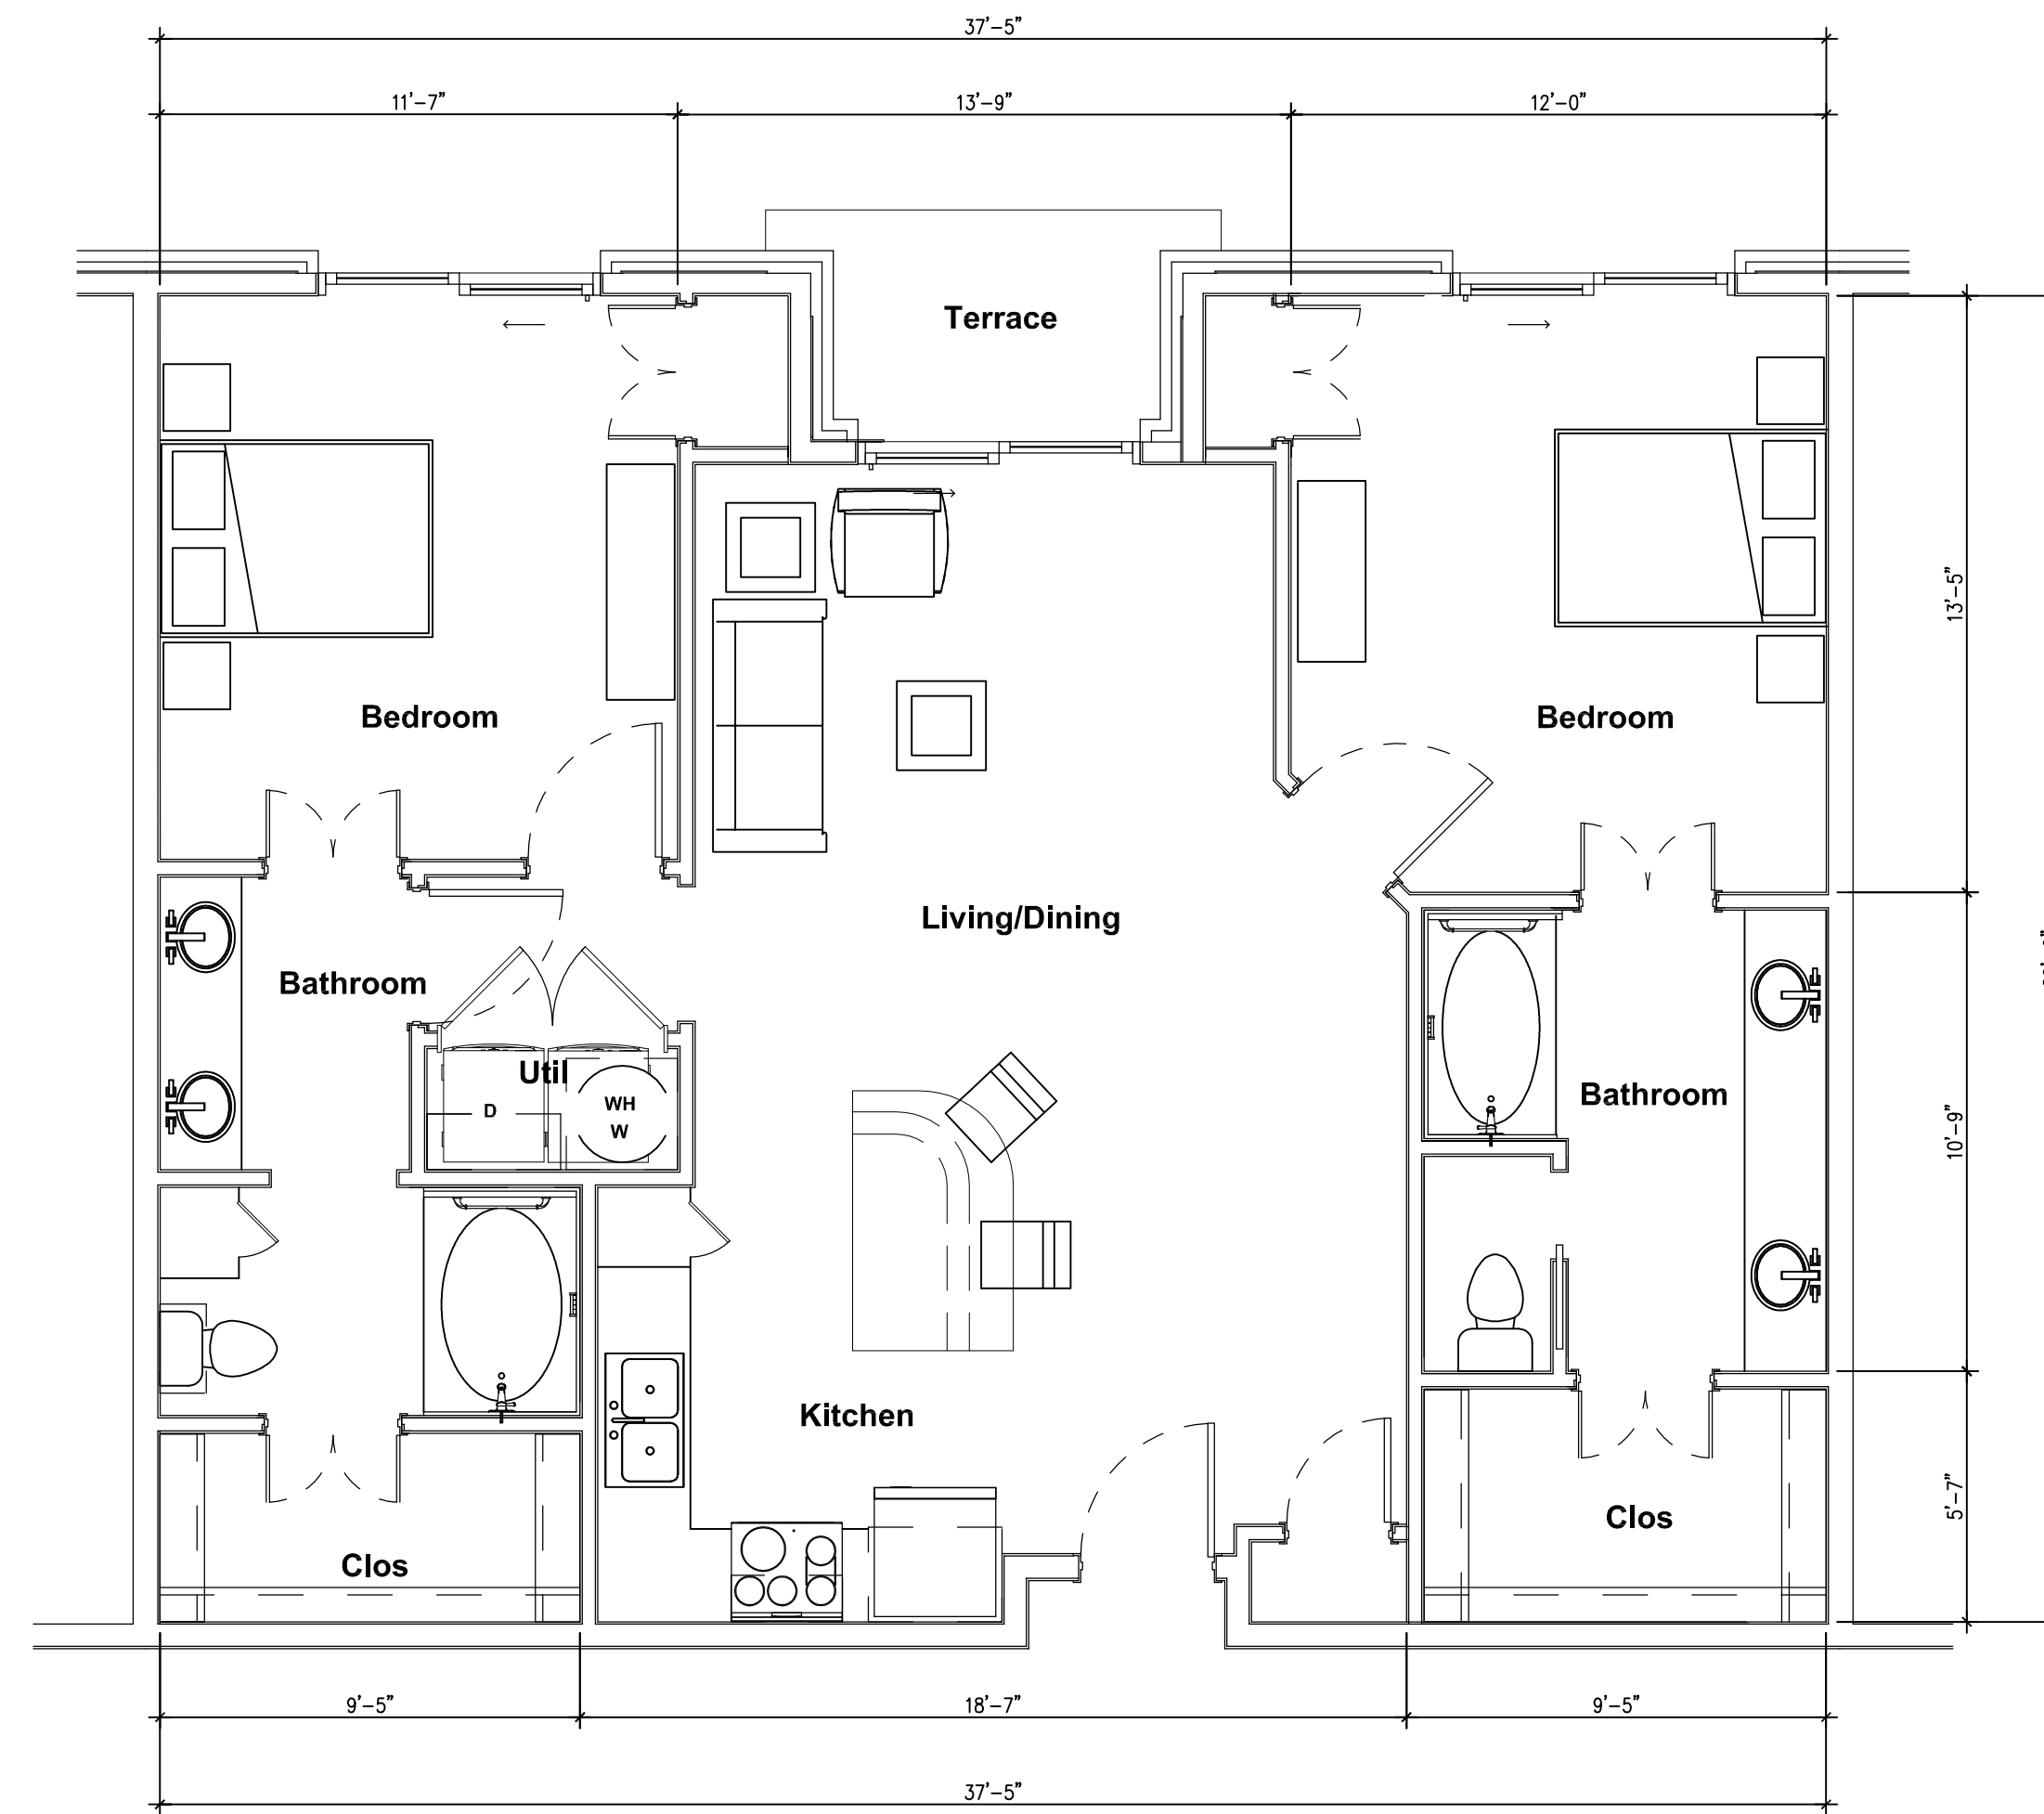 37'-5"
11'-7"
13'-9"
12'-0"
Terrace
13'-5"
Bedroom
Bedroom
Living/Dining
Bathroom
Util
D
WH
W
Bathroom
10'-9"
Kitchen
Clos
5'-7"
Clos
9'-5"
18'-7"
9'-5"
37'-5"